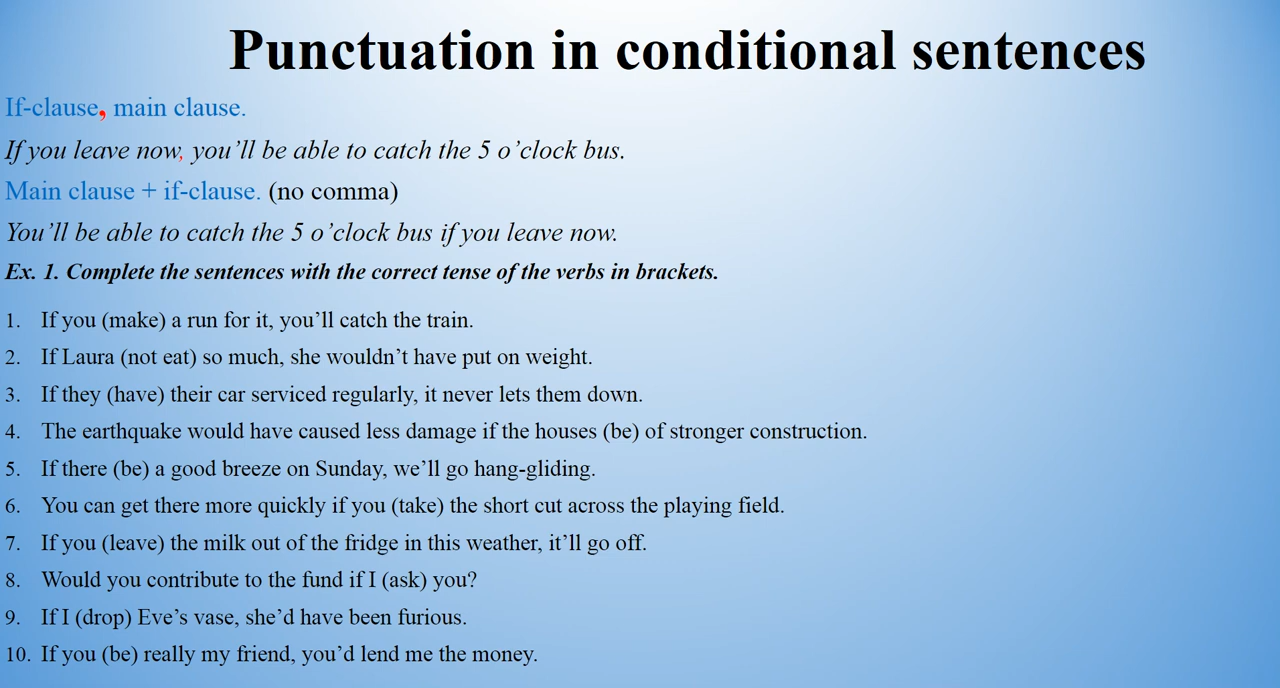 Punctuation in conditional sentences
If-clause, main clause.
If you leave now, you’ll be able to catch the 5 o’clock bus.
Main clause + if-clause. (no comma)
You’ll be able to catch the 5 o’clock bus if you leave now.
Ex. 1. Complete the sentences with the correct tense of the verbs in brackets.
1. If you (make) a run for it, you’ll catch the train.
2. If Laura (not eat) so much, she wouldn’t have put on weight.
3. If they (have) their car serviced regularly, it never lets them down.
4. The earthquake would have caused less damage if the houses (be) of stronger construction.
5. If there (be) a good breeze on Sunday, we’ll go hang-gliding.
6. You can get there more quickly if you (take) the short cut across the playing field.
7. If you (leave) the milk out of the fridge in this weather, it’ll go off.
8. Would you contribute to the fund if I (ask) you?
9. If I (drop) Eve’s vase, she’d have been furious.
10. If you (be) really my friend, you’d lend me the money.